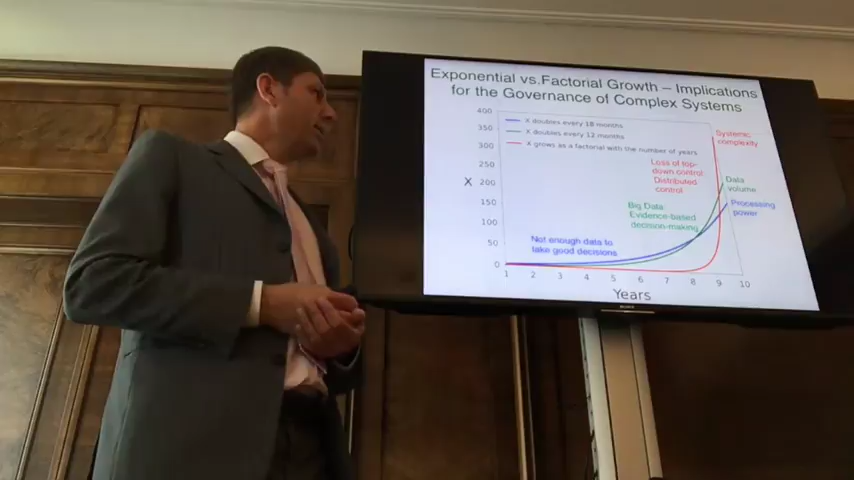 Exponential vs.Factorial Growth – Implications
for the Governance of Complex Systems
400
350
300
250
200
150
100
50
0
X
X doubles every 18 months
X doubles every 12 months
X grows as a factorial with the number of years
Systemic
complexity
Loss of top-
down control
Distributed
control
Data
volume
Processing
power
Big Data:
Evidence-based
decision-making
Not enough data to
take good decisions
1 2 3 4 5 6 7 8 9 10
Years
SONY